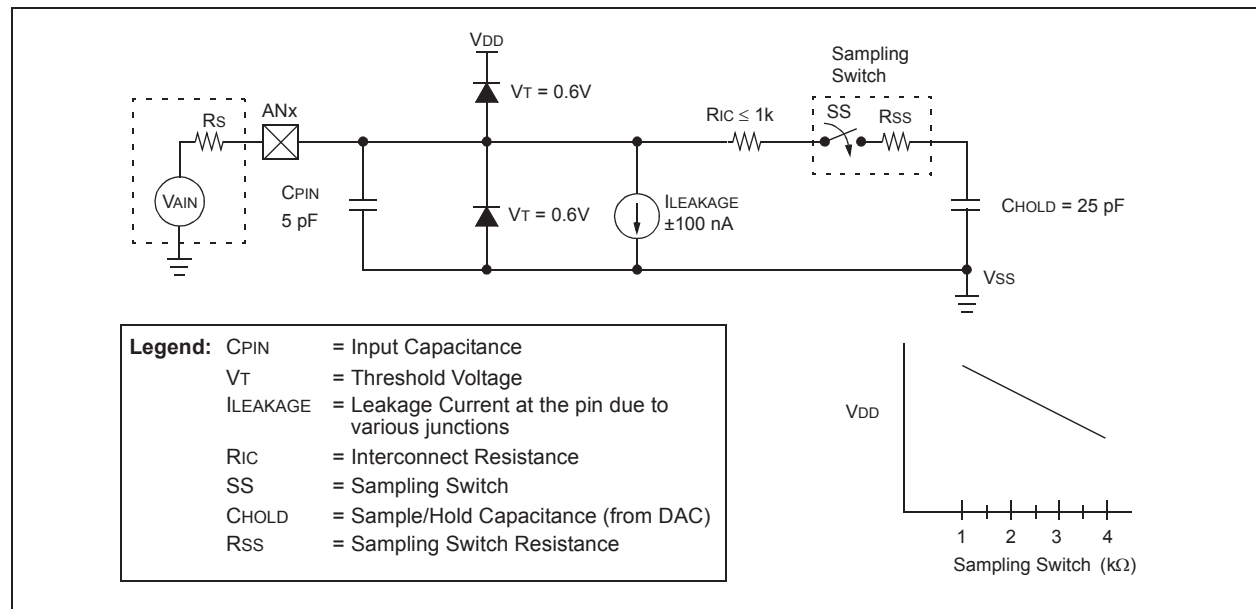 VDD
Sampling
Switch
VT = 0.6V
ANx
RS
RIC ≤ 1k
SS
RSS
VAIN
CPIN
5 pF
VT = 0.6V
ILEAKAGE
±100 nA
CHOLD = 25 pF
VSS
Legend: CPIN = Input Capacitance
VT = Threshold Voltage
ILEAKAGE = Leakage Current at the pin due to
various junctions
RIC = Interconnect Resistance
SS = Sampling Switch
CHOLD = Sample/Hold Capacitance (from DAC)
RSS = Sampling Switch Resistance
VDD
1 2 3 4
Sampling Switch (kΩ)